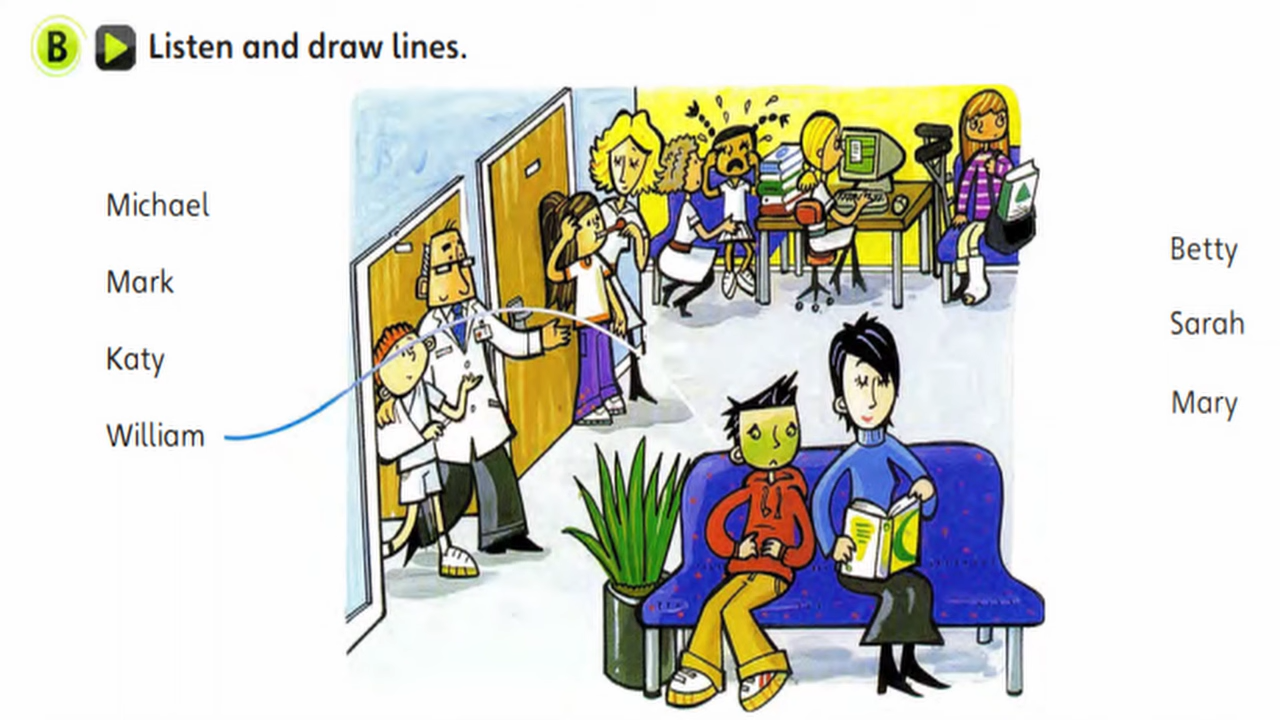 B Listen and draw lines.
Michael
Mark
Katy
William
Betty
Sarah
Mary